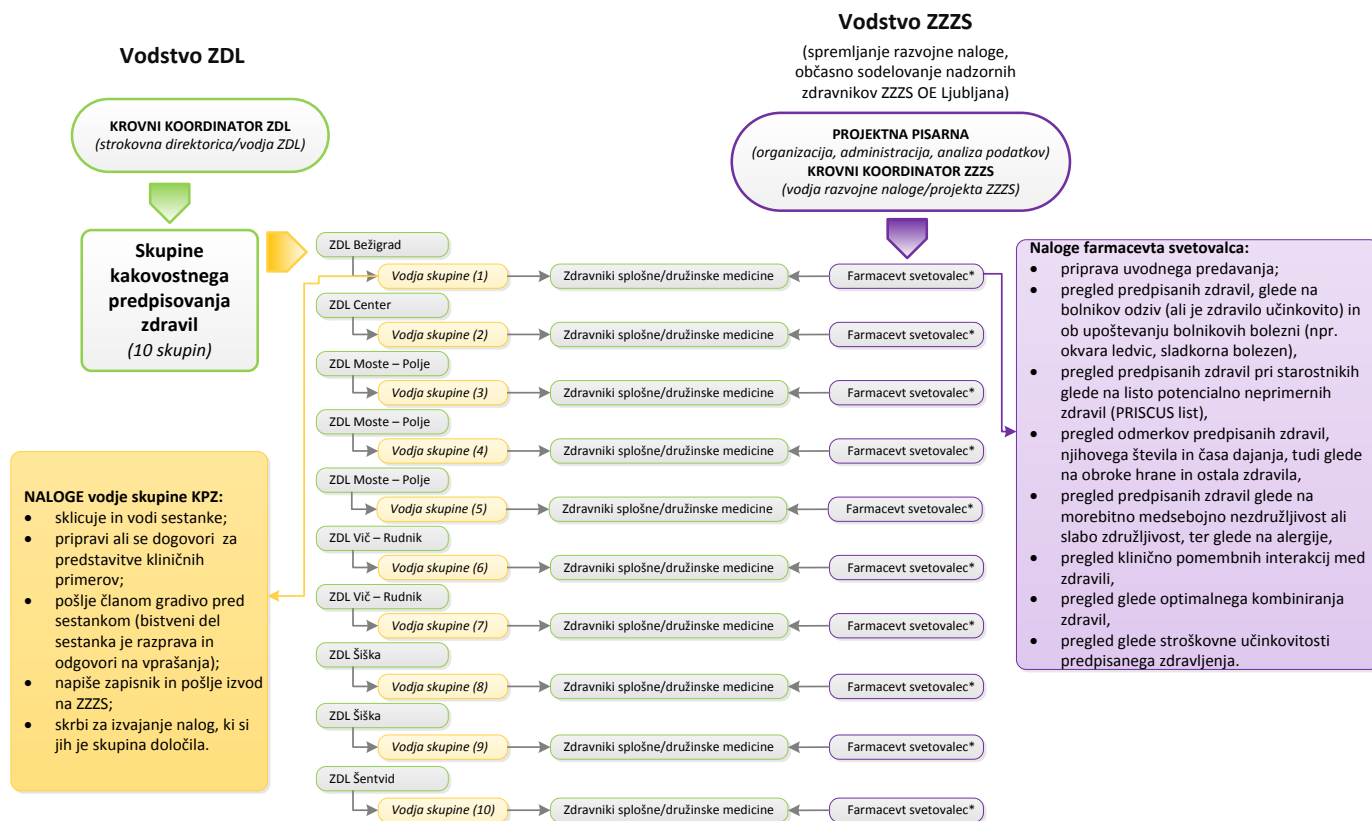 Vodstvo ZDL
KROVNI KOORDINATOR ZDL
(strokovna direktorica/vodja ZDL)
Skupine
kakovostnega
predpisovanja
zdravil
(10 skupin)
Vodstvo ZZZS
(spremljanje razvojne naloge,
občasno sodelovanje nadzornih
zdravnikov ZZZS OE Ljubljana)
PROJEKTNA PISARNA
(organizacija, administracija, analiza podatkov)
KROVNI KOORDINATOR ZZZS
(vodja razvojne naloge/projekta ZZZS)
ZDL Bežigrad
Vodja skupine (1)
Zdravniki splošne/družinske medicine
Farmacevt svetovalec*
ZDL Center
Vodja skupine (2)
Zdravniki splošne/družinske medicine
Farmacevt svetovalec*
ZDL Moste – Polje
Vodja skupine (3)
Zdravniki splošne/družinske medicine
Farmacevt svetovalec*
ZDL Moste – Polje
Vodja skupine (4)
Zdravniki splošne/družinske medicine
Farmacevt svetovalec*
ZDL Moste – Polje
Vodja skupine (5)
Zdravniki splošne/družinske medicine
Farmacevt svetovalec*
ZDL Vič – Rudnik
Vodja skupine (6)
Zdravniki splošne/družinske medicine
Farmacevt svetovalec*
ZDL Vič – Rudnik
Vodja skupine (7)
Zdravniki splošne/družinske medicine
Farmacevt svetovalec*
ZDL Šiška
Vodja skupine (8)
Zdravniki splošne/družinske medicine
Farmacevt svetovalec*
ZDL Šiška
Vodja skupine (9)
Zdravniki splošne/družinske medicine
Farmacevt svetovalec*
ZDL Šentvid
Vodja skupine (10)
Zdravniki splošne/družinske medicine
Farmacevt svetovalec*
NALOGE vodje skupine KPZ:
• sklicuje in vodi sestanke;
• pripravi ali se dogovori za
predstavitve kliničnih
primerov;
• pošlje članom gradivo pred
sestankom (bistveni del
sestanka je razprava in
odgovori na vprašanja);
• napiše zapisnik in pošlje izvod
na ZZZS;
• skrbi za izvajanje nalog, ki si
jih je skupina določila.
Naloge farmacevta svetovalca:
• priprava uvodnega predavanja;
• pregled predpisanih zdravil, glede na
bolnikov odziv (ali je zdravilo učinkovito) in
ob upoštevanju bolnikovih bolezni (npr.
okvara ledvic, sladkorna bolezen),
• pregled predpisanih zdravil pri starostnikih
glede na listo potencialno neprimernih
zdravil (PRISCUS list),
• pregled odmerkov predpisanih zdravil,
njihovega števila in časa dajanja, tudi glede
na obroke hrane in ostala zdravila,
• pregled predpisanih zdravil glede na
morebitno medsebojno nezdružljivost ali
slabo združljivost, ter glede na alergije,
• pregled klinično pomembnih interakcij med
zdravili,
• pregled glede optimalnega kombiniranja
zdravil,
• pregled glede stroškovne učinkovitosti
predpisanega zdravljenja.